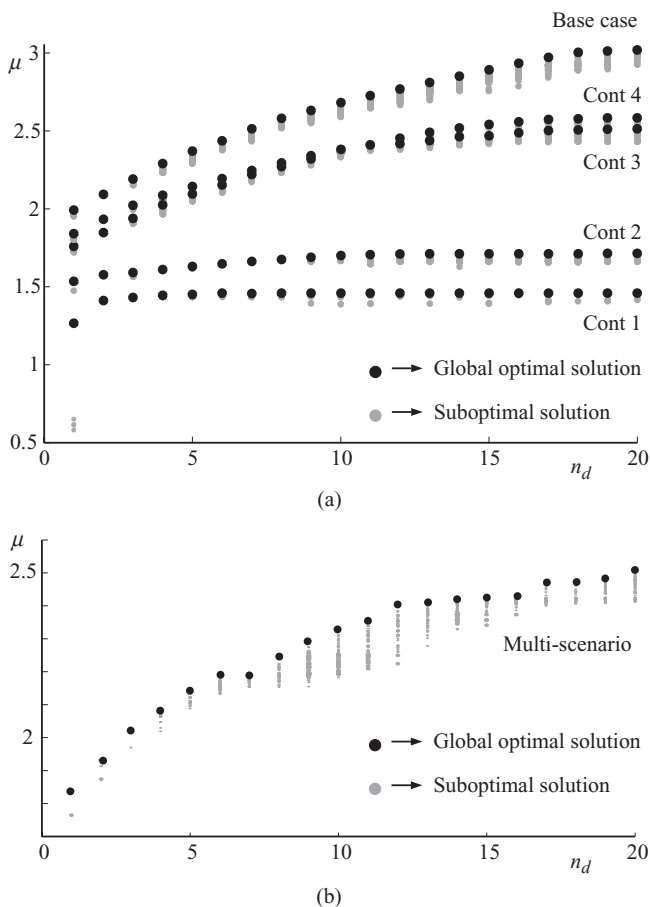 Base case
μ
3
Cont 4
2.5
Cont 3
2
Cont 2
1.5
Cont 1
1
Global optimal solution
Suboptimal solution
0.5
0 5 10 15 20
n_d
(a)
μ
2.5
Multi-scenario
2
Global optimal solution
Suboptimal solution
0 5 10 15 20
n_d
(b)